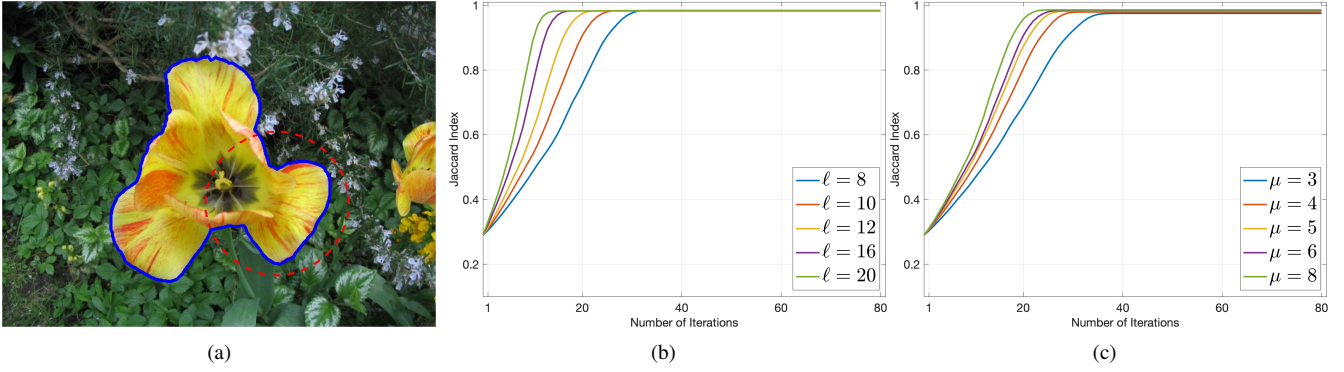 1
0.8
0.6
0.4
0.2
Jaccard Index
1
20
40
60
80
Number of Iterations
ℓ = 8
ℓ = 10
ℓ = 12
ℓ = 16
ℓ = 20
1
0.8
0.6
0.4
0.2
Jaccard Index
1
20
40
60
80
Number of Iterations
μ = 3
μ = 4
μ = 5
μ = 6
μ = 8
(a)
(b)
(c)